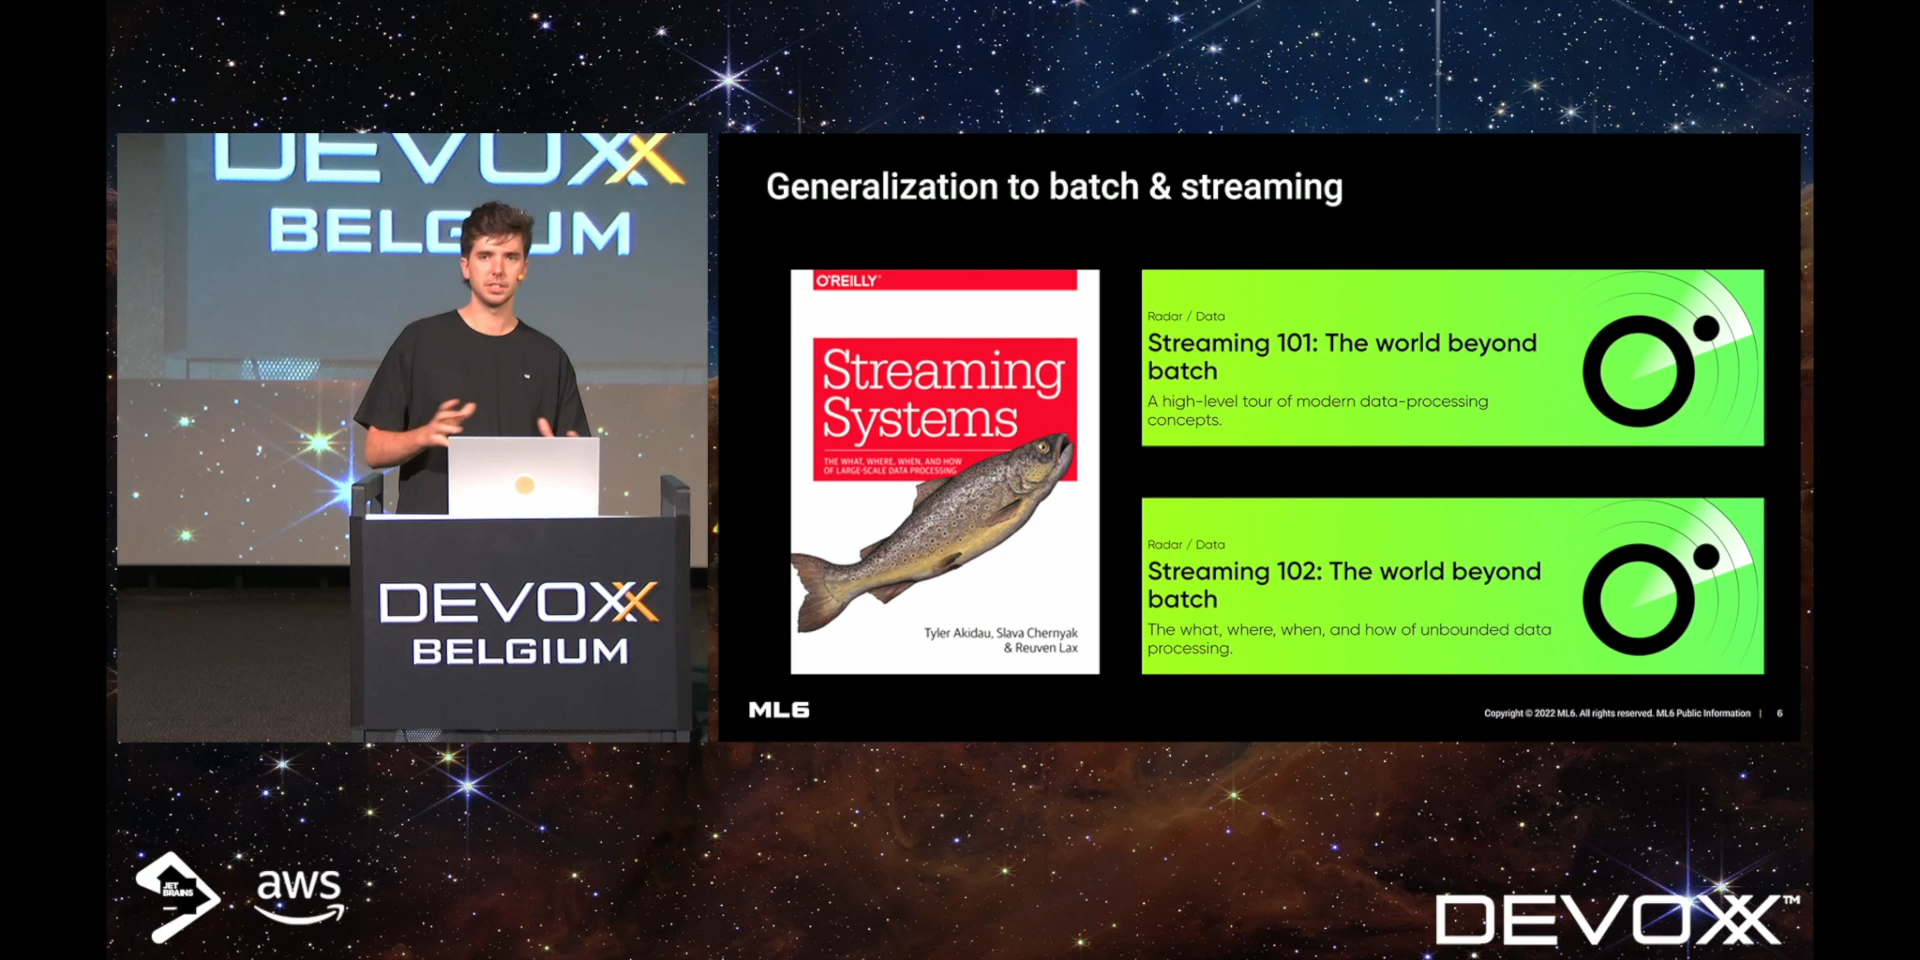 DEVOXX
BELGIUM
DEVOXX
BELGIUM
Generalization to batch & streaming
O'REILLY®
Streaming
Systems
THE WHAT, WHERE, WHEN, AND HOW
OF LARGE-SCALE DATA PROCESSING
Tyler Akidau, Slava Chernyak
& Reuven Lax
Radar / Data
Streaming 101: The world beyond
batch
A high-level tour of modern data-processing
concepts.
Radar / Data
Streaming 102: The world beyond
batch
The what, where, when, and how of unbounded data
processing.
ML6
Copyright © 2022 ML6. All rights reserved. ML6 Public Information | 6
JET
BRAINS
aws
DEVOXX™